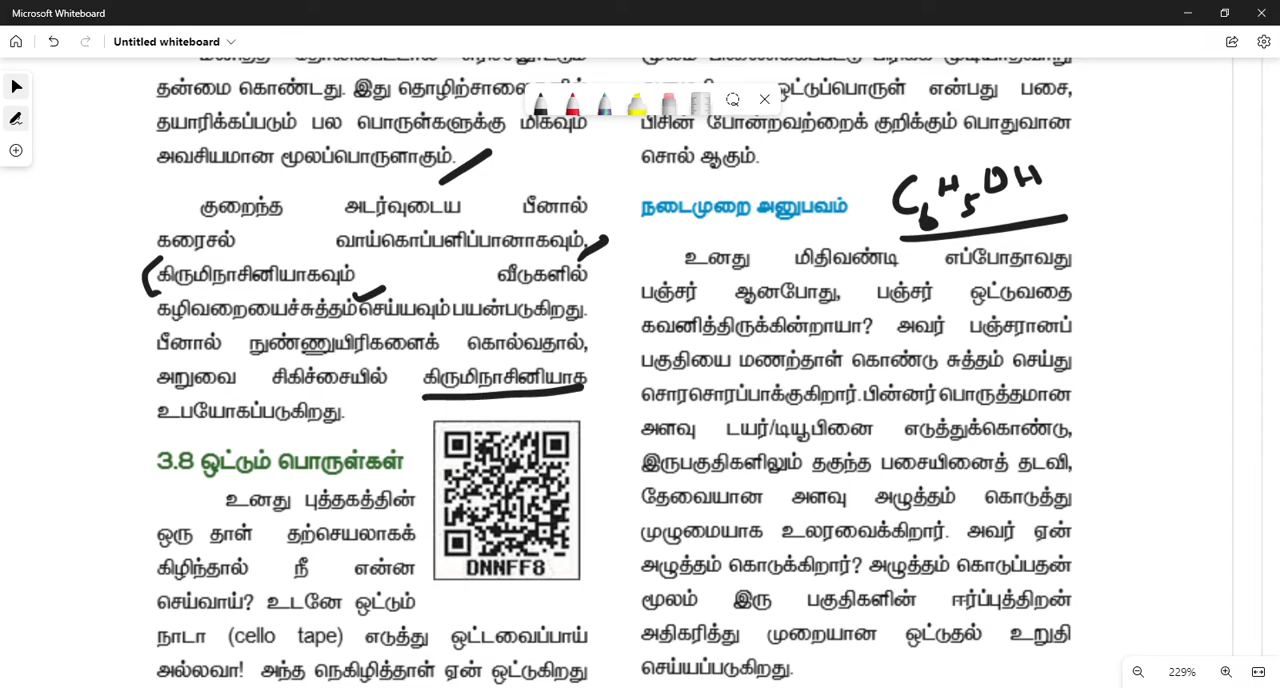 Microsoft Whiteboard
Untitled whiteboard
தன்மை கொண்டது. இது
தயாரிக்கப்படும் பல பொருள்களுக்கு மிகவும்
அவசியமான மூலப்பொருளாகும்.
குறைந்த அடர்வுடைய பீனால்
கரைசல் வாய்கொப்பளிப்பானாகவும்,
கிருமிநாசினியாகவும் வீடுகளில்
கழிவறையைச்சுத்தம் செய்யவும் பயன்படுகிறது.
பீனால் நுண்ணுயிரிகளைக் கொல்வதால்,
அறுவை சிகிச்சையில் கிருமிநாசினியாக
உபயோகப்படுகிறது.
3.8 ஒட்டும் பொருள்கள்
உனது புத்தகத்தின்
ஒரு தாள் தற்செயலாகக்
கிழிந்தால் நீ என்ன
செய்வாய்? உடனே ஒட்டும்
நாடா (cello tape) எடுத்து ஒட்டவைப்பாய்
அல்லவா! அந்த நெகிழித்தாள் ஏன் ஒட்டுகிறது
DNNFF8
ஒட்டுப்பொருள் என்பது பசை,
பிசின் போன்றவற்றைக் குறிக்கும் பொதுவான
சொல் ஆகும்.
C6H5OH
நடைமுறை அனுபவம்
உனது மிதிவண்டி எப்போதாவது
பஞ்சர் ஆனபோது, பஞ்சர் ஒட்டுவதை
கவனித்திருக்கின்றாயா? அவர் பஞ்சரானப்
பகுதியை மணற்தாள் கொண்டு சுத்தம் செய்து
சொரசொரப்பாக்குகிறார். பின்னர் பொருத்தமான
அளவு டயர்/டியூபினை எடுத்துக்கொண்டு,
இருபகுதிகளிலும் தகுந்த பசையினைத் தடவி,
தேவையான அளவு அழுத்தம் கொடுத்து
முழுமையாக உலரவைக்கிறார். அவர் ஏன்
அழுத்தம் கொடுக்கிறார்? அழுத்தம் கொடுப்பதன்
மூலம் இரு பகுதிகளின் ஈர்ப்புத்திறன்
அதிகரித்து முறையான ஒட்டுதல் உறுதி
செய்யப்படுகிறது.
229%